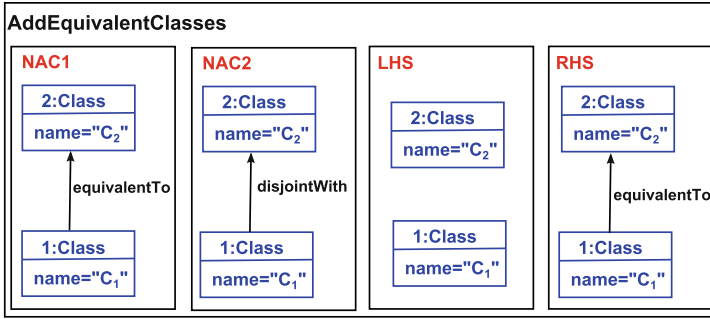 AddEquivalentClasses
NAC1
2:Class
name="C₂"
equivalentTo
1:Class
name="C₁"
NAC2
2:Class
name="C₂"
disjointWith
1:Class
name="C₁"
LHS
2:Class
name="C₂"
1:Class
name="C₁"
RHS
2:Class
name="C₂"
equivalentTo
1:Class
name="C₁"